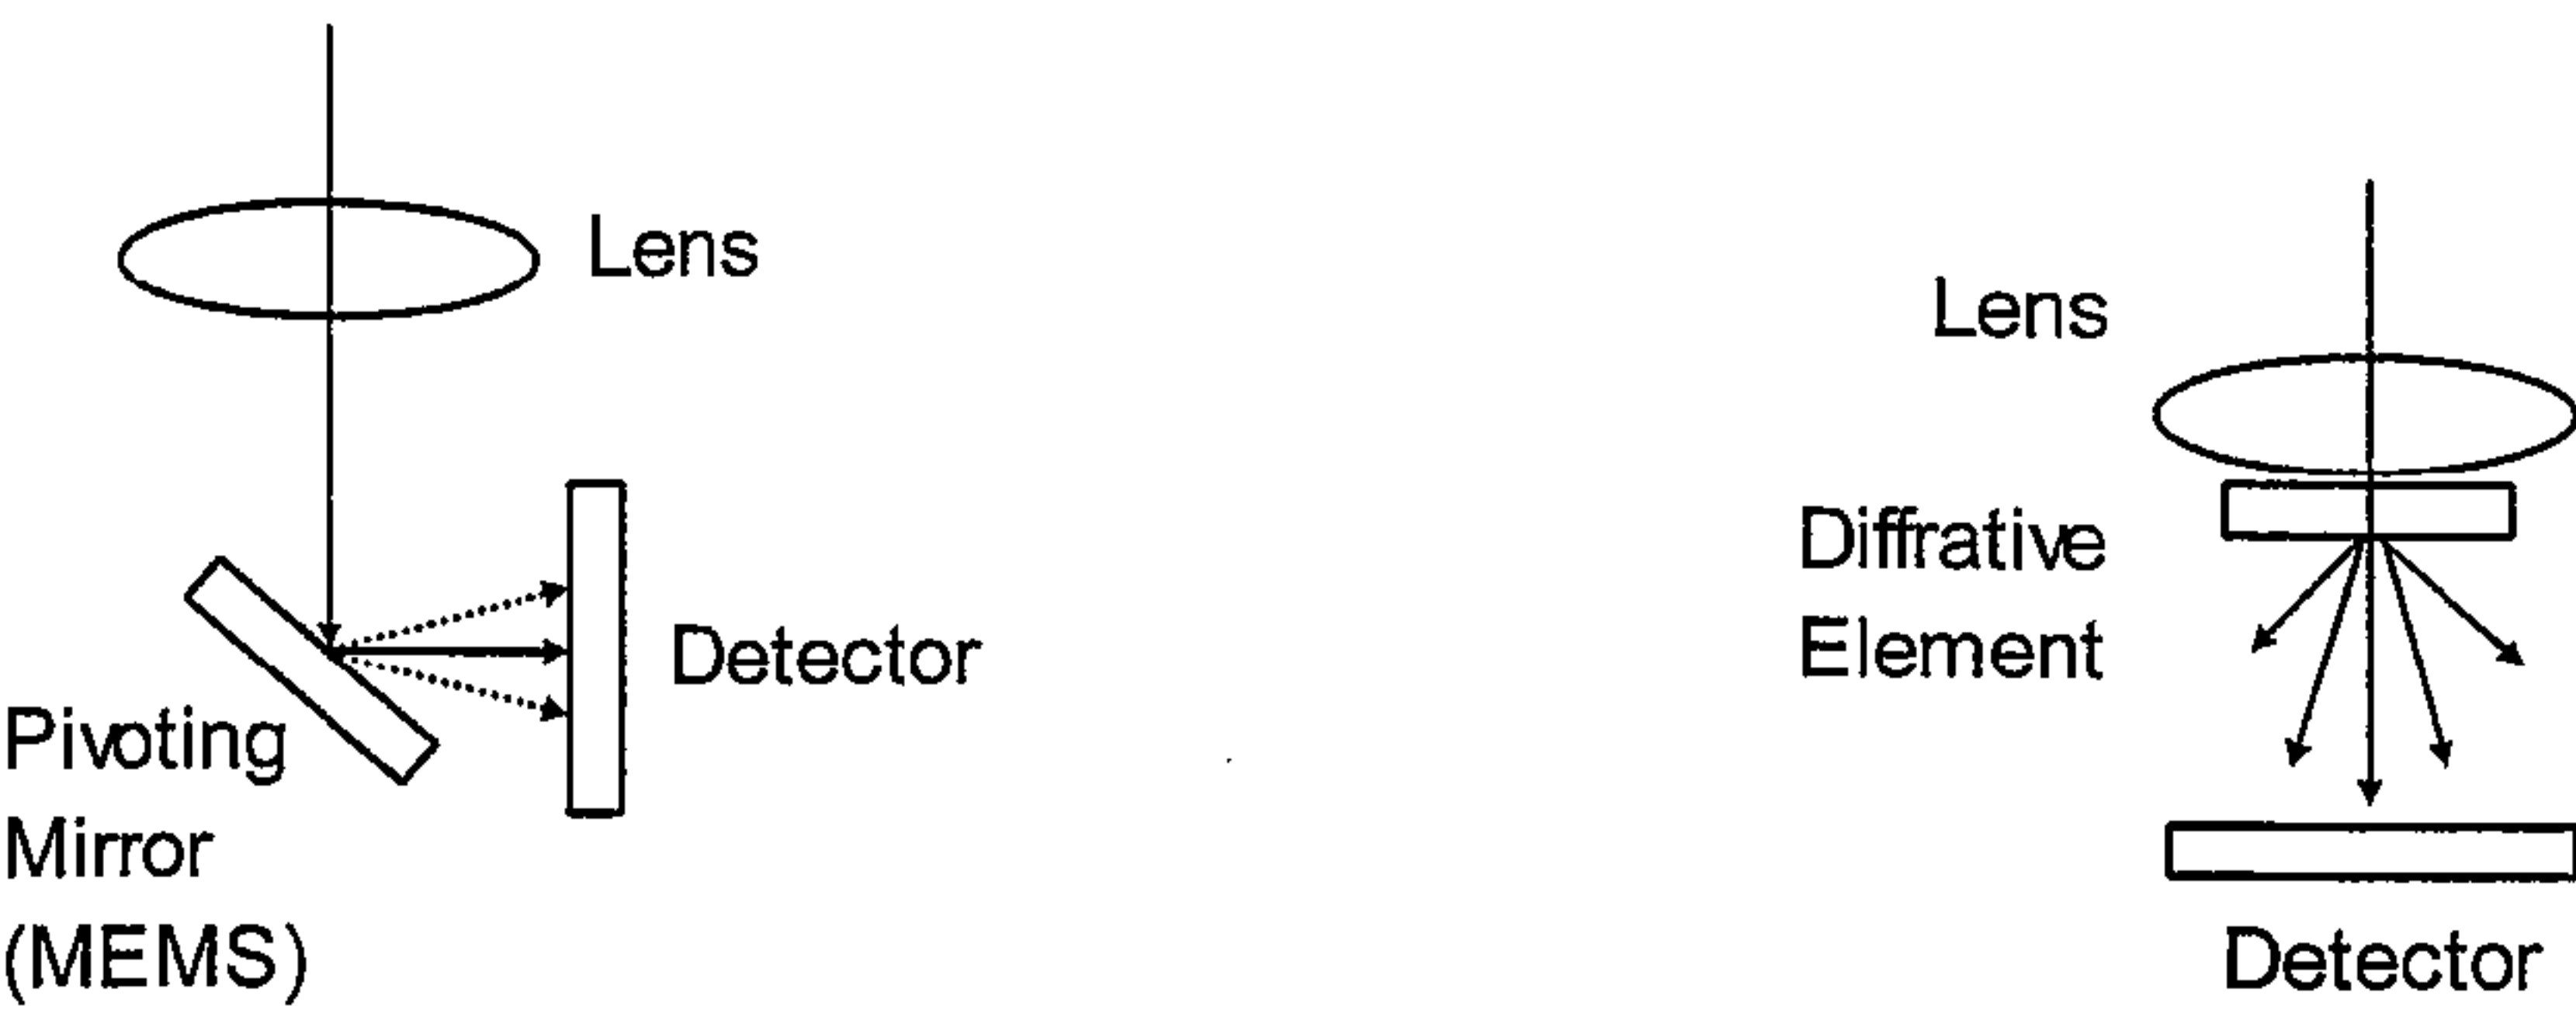 Lens
Detector
Pivoting
Mirror
(MEMS)
Lens
Diffrative
Element
Detector